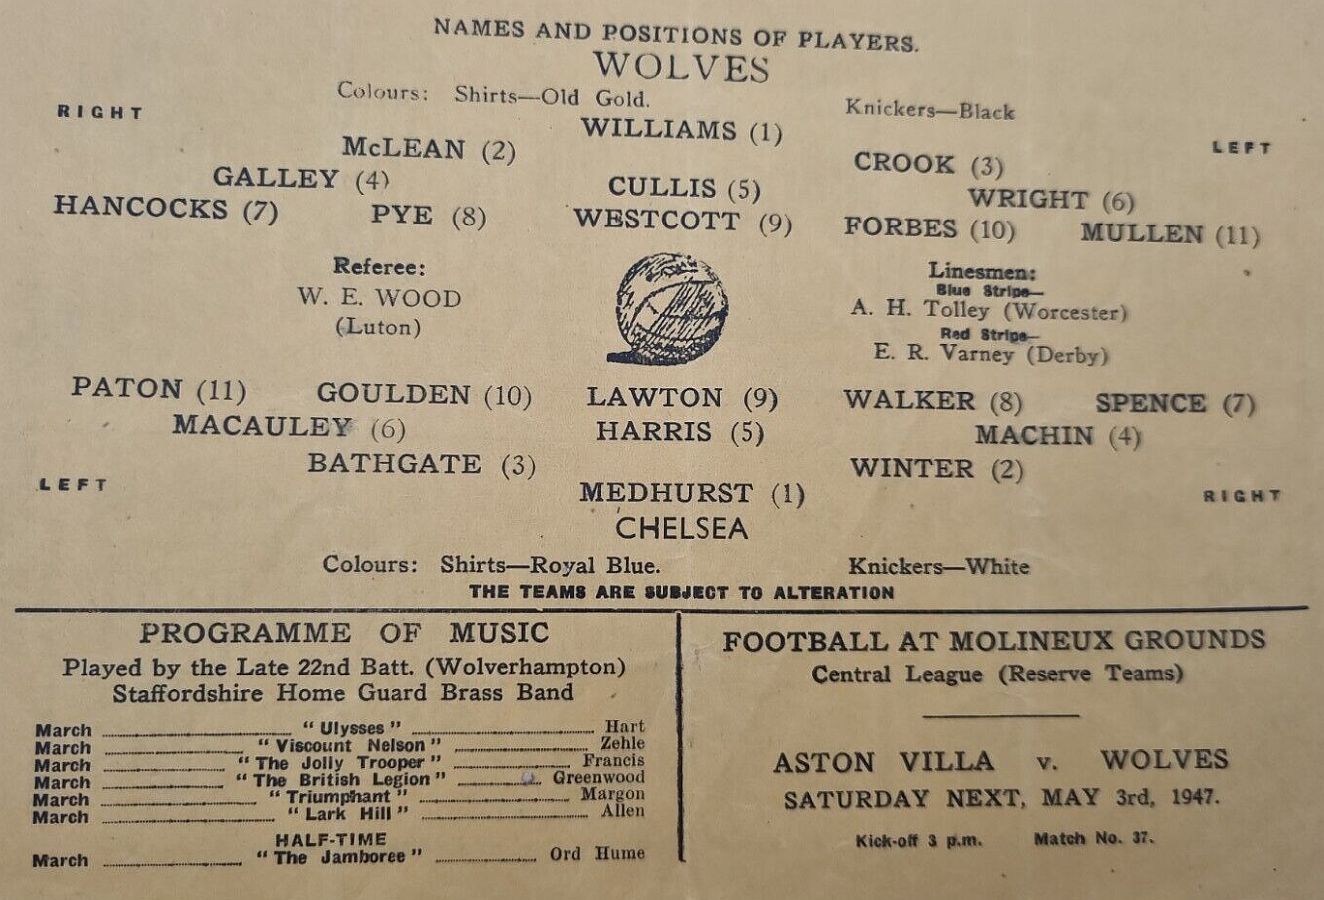 NAMES AND POSITIONS OF PLAYERS.
WOLVES
Colours: Shirts—Old Gold. Knickers—Black
RIGHT
WILLIAMS (1)
LEFT
McLEAN (2) CROOK (3)
GALLEY (4) CULLIS (5) WRIGHT (6)
HANCOCKS (7) PYE (8) WESTCOTT (9) FORBES (10) MULLEN (11)
Referee:
W. E. WOOD
(Luton)
Linesmen:
Blue Stripe—
A. H. Tolley (Worcester)
Red Stripe—
E. R. Varney (Derby)
PATON (11) GOULDEN (10) LAWTON (9) WALKER (8) SPENCE (7)
MACAULEY (6) HARRIS (5) MACHIN (4)
BATHGATE (3) WINTER (2)
LEFT
MEDHURST (1)
RIGHT
CHELSEA
Colours: Shirts—Royal Blue. Knickers—White
THE TEAMS ARE SUBJECT TO ALTERATION
PROGRAMME OF MUSIC
Played by the Late 22nd Batt. (Wolverhampton)
Staffordshire Home Guard Brass Band
March "Ulysses" Hart
March "Viscount Nelson" Zehle
March "The Jolly Trooper" Francis
March "The British Legion" Greenwood
March "Triumphant" Margon
March "Lark Hill" Allen
HALF-TIME
March "The Jamboree" Ord Hume
FOOTBALL AT MOLINEUX GROUNDS
Central League (Reserve Teams)
ASTON VILLA v. WOLVES
SATURDAY NEXT, MAY 3rd, 1947.
Kick-off 3 p.m. Match No. 37.